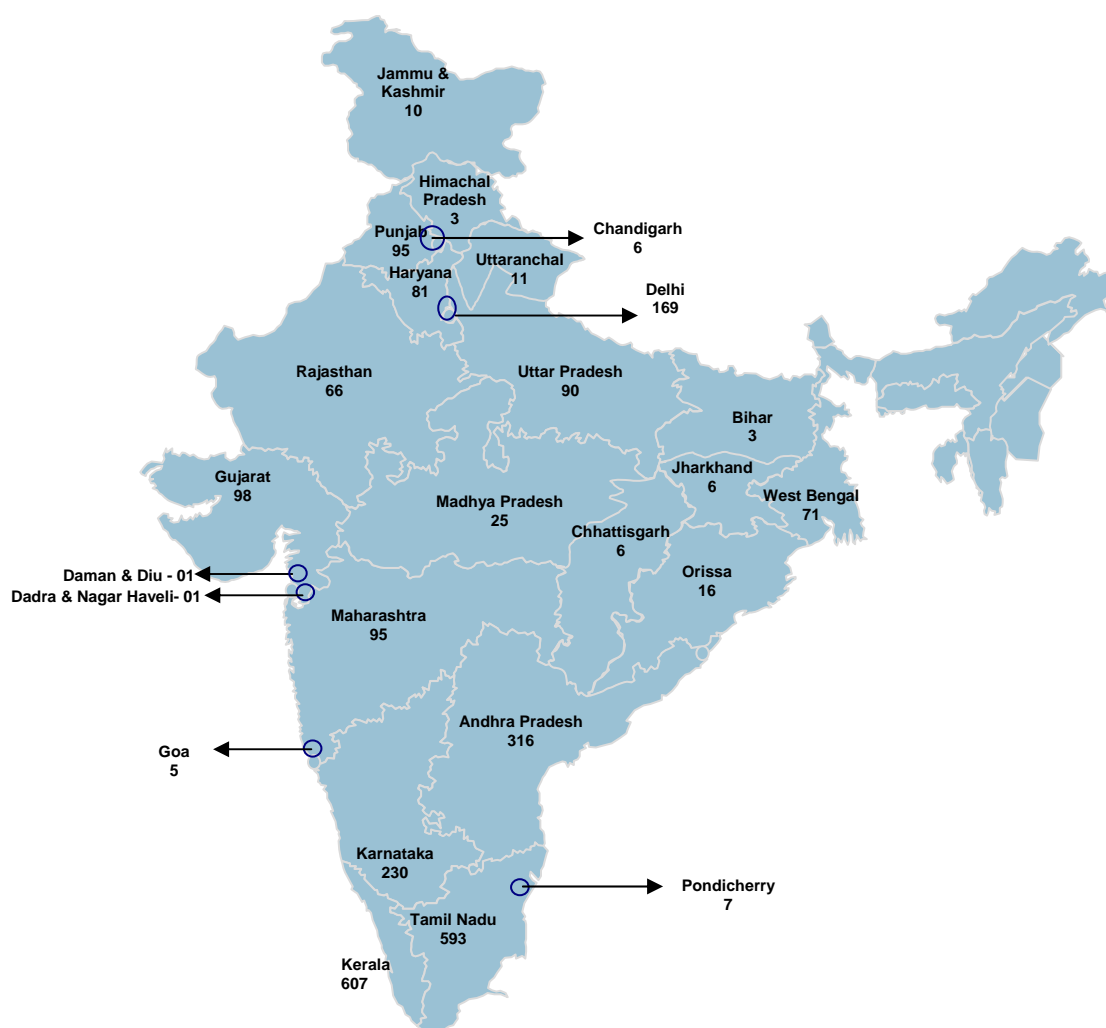 Jammu &
Kashmir
10
Himachal
Pradesh
3
Chandigarh
6
Punjab
95
Uttaranchal
11
Haryana
81
Delhi
169
Rajasthan
66
Uttar Pradesh
90
Bihar
3
Gujarat
98
Jharkhand
6
Madhya Pradesh
25
West Bengal
71
Chhattisgarh
6
Daman & Diu - 01
Orissa
16
Dadra & Nagar Haveli- 01
Maharashtra
95
Andhra Pradesh
316
Goa
5
Karnataka
230
Pondicherry
7
Tamil Nadu
593
Kerala
607